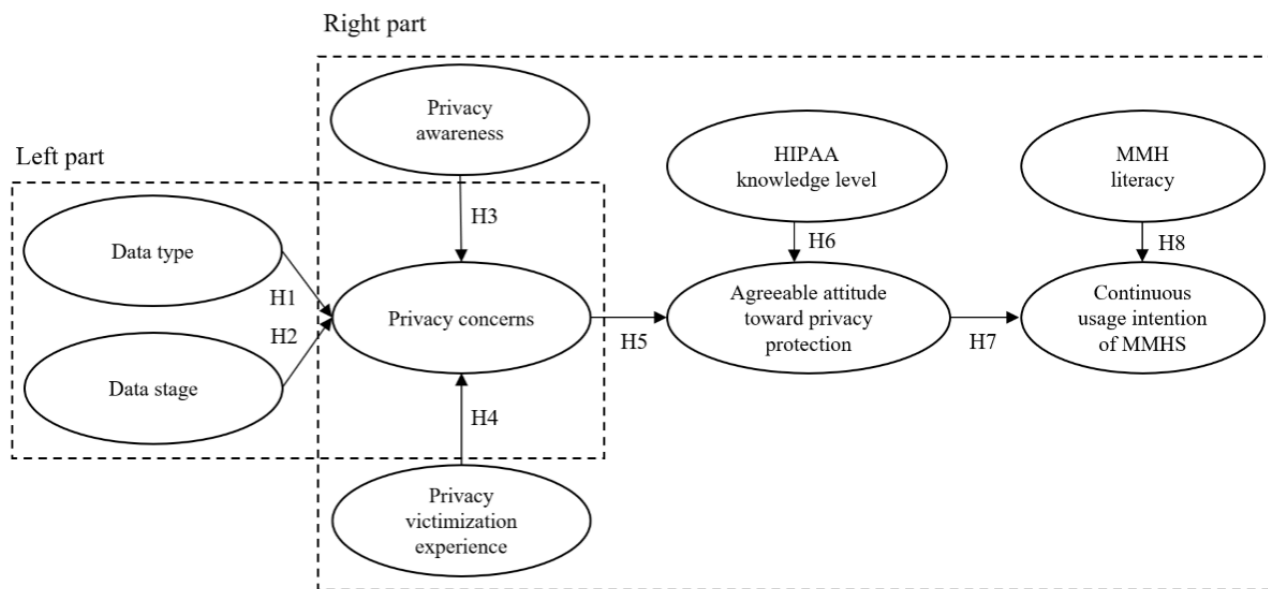 Right part
Privacy
awareness
Left part
HIPAA
knowledge level
MMH
literacy
H3
H6
H8
Data type
H1
Privacy concerns
Agreeable attitude
toward privacy
protection
Continuous
usage intention
of MMHS
H2
H5
H7
Data stage
H4
Privacy
victimization
experience